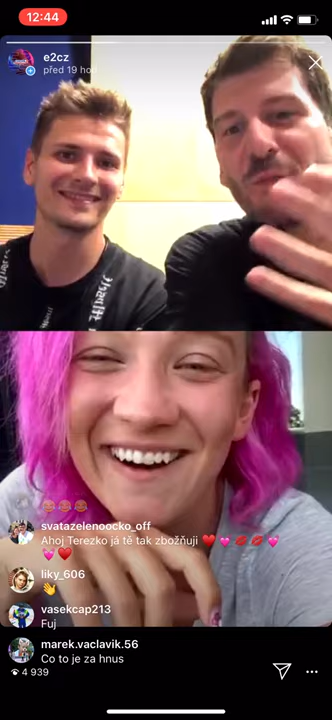 12:44
e2cz
před 19 ho
svatazelenoocko_off
Ahoj Terezko já tě tak zbožňuji ❤️💓💋💋💓
💓❤️
liky_606
👋
vasekcap213
Fuj
marek.vaclavik.56
Co to je za hnus
4 939